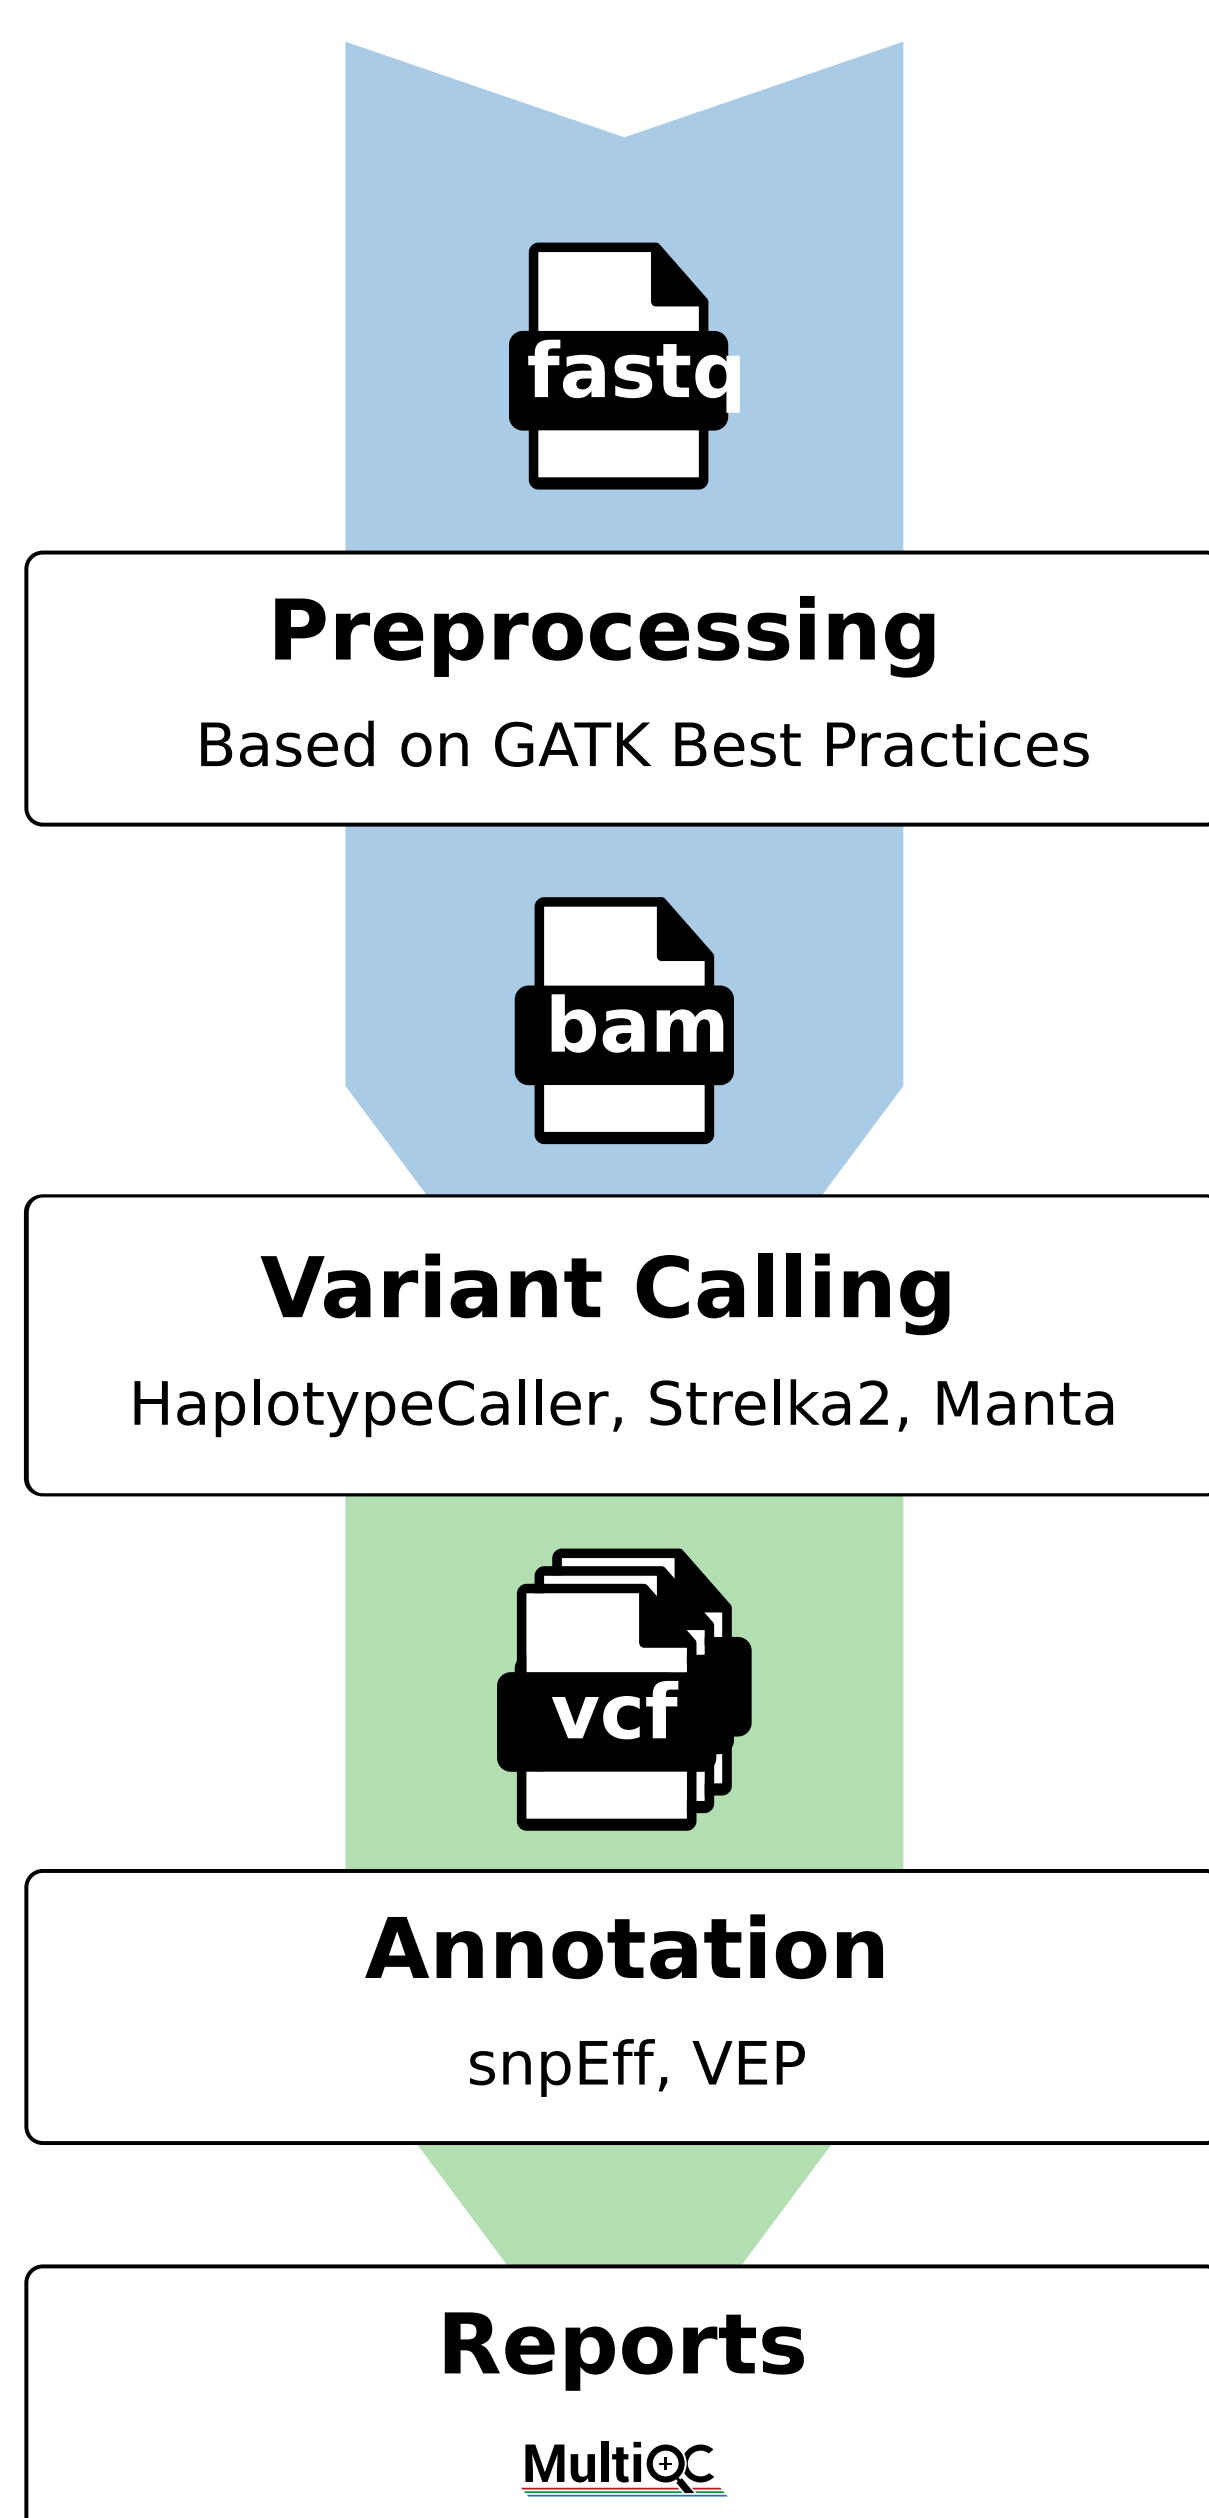 fastq
Preprocessing
Based on GATK Best Practices
bam
Variant Calling
HaplotypeCaller, Strelka2, Manta
vcf
Annotation
snpEff, VEP
Reports
MultiQC